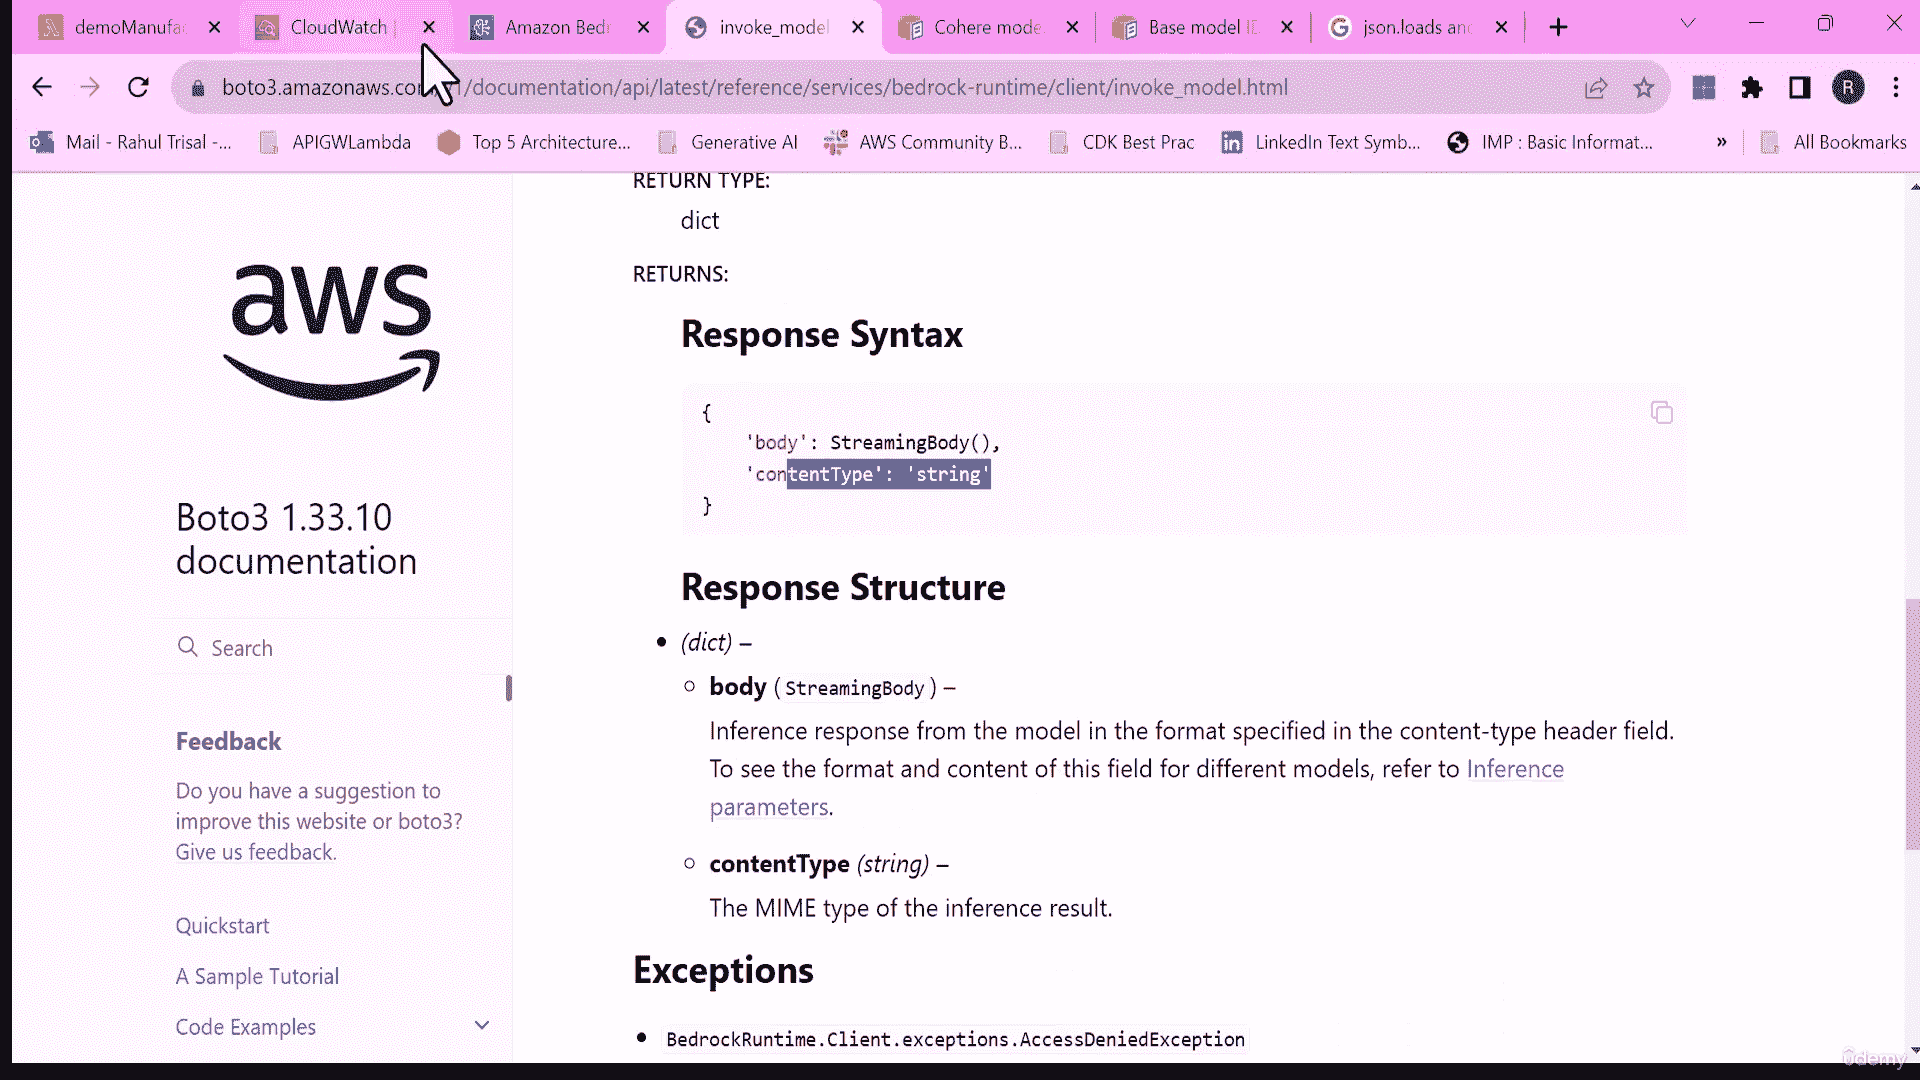 demoManufa
CloudWatch
Amazon Bedr
invoke_model
Cohere mode
Base model I
json.loads an
boto3.amazonaws.co
1/documentation/api/latest/reference/services/bedrock-runtime/client/invoke_model.html
R
Mail - Rahul Trisal -...
APIGWLambda
Top 5 Architecture...
Generative AI
AWS Community B...
CDK Best Prac
LinkedIn Text Symb...
IMP : Basic Informat...
»
All Bookmarks
aws
Boto3 1.33.10
documentation
Search
Feedback
Do you have a suggestion to
improve this website or boto3?
Give us feedback.
Quickstart
A Sample Tutorial
Code Examples
RETURN TYPE:
dict
RETURNS:
Response Syntax
{
'body': StreamingBody(),
'contentType': 'string'
}
Response Structure
(dict) –
body ( StreamingBody ) –
Inference response from the model in the format specified in the content-type header field.
To see the format and content of this field for different models, refer to Inference
parameters.
contentType (string) –
The MIME type of the inference result.
Exceptions
BedrockRuntime.Client.exceptions.AccessDeniedException
ûdemy